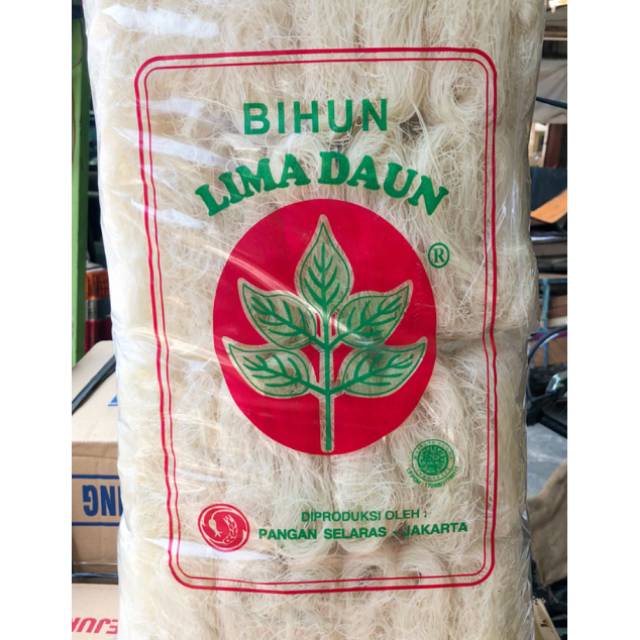 BIHUN
LIMA DAUN
®
DIPRODUKSI OLEH :
PANGAN SELARAS - JAKARTA